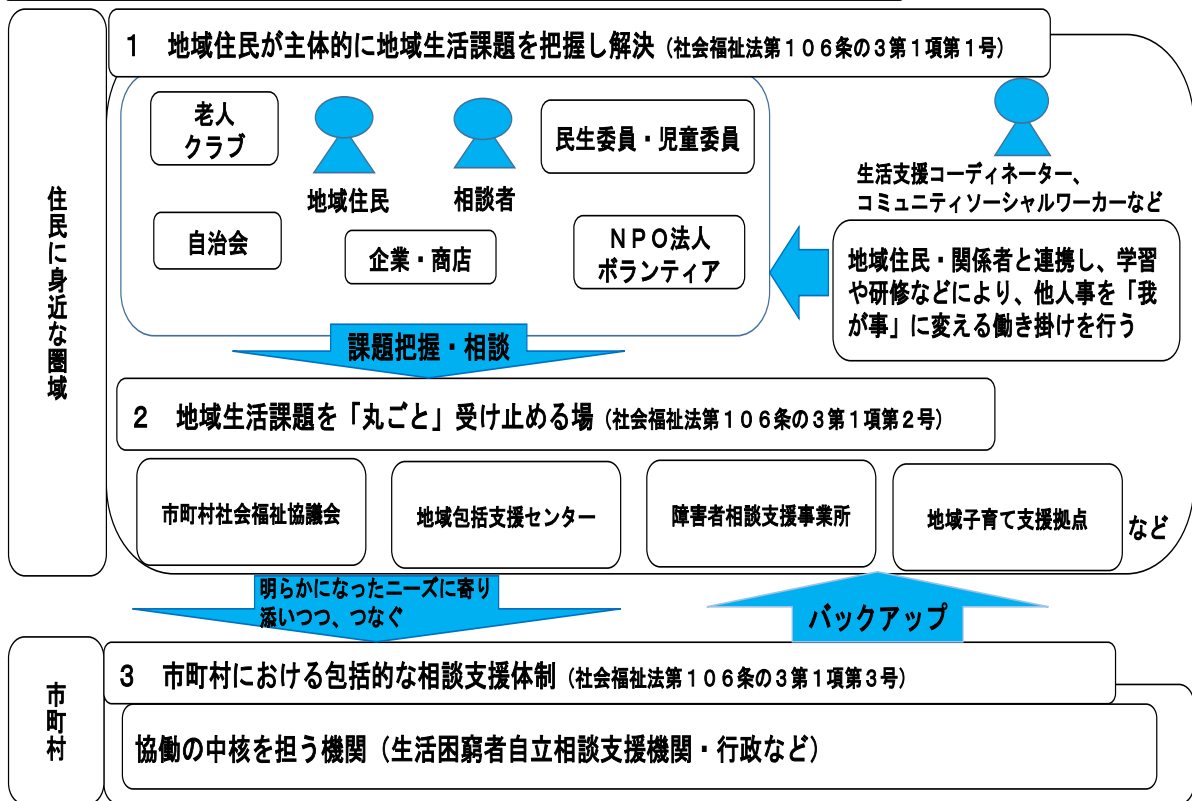 住民に身近な圏域
１　地域住民が主体的に地域生活課題を把握し解決（社会福祉法第１０６条の３第１項第１号）
老人
クラブ
地域住民
相談者
民生委員・児童委員
自治会
企業・商店
ＮＰＯ法人
ボランティア
生活支援コーディネーター、
コミュニティソーシャルワーカーなど
地域住民・関係者と連携し、学習
や研修などにより、他人事を「我
が事」に変える働き掛けを行う
課題把握・相談
２　地域生活課題を「丸ごと」受け止める場（社会福祉法第１０６条の３第１項第２号）
市町村社会福祉協議会
地域包括支援センター
障害者相談支援事業所
地域子育て支援拠点
など
明らかになったニーズに寄り
添いつつ、つなぐ
バックアップ
市町村
３　市町村における包括的な相談支援体制（社会福祉法第１０６条の３第１項第３号）
協働の中核を担う機関（生活困窮者自立相談支援機関・行政など）